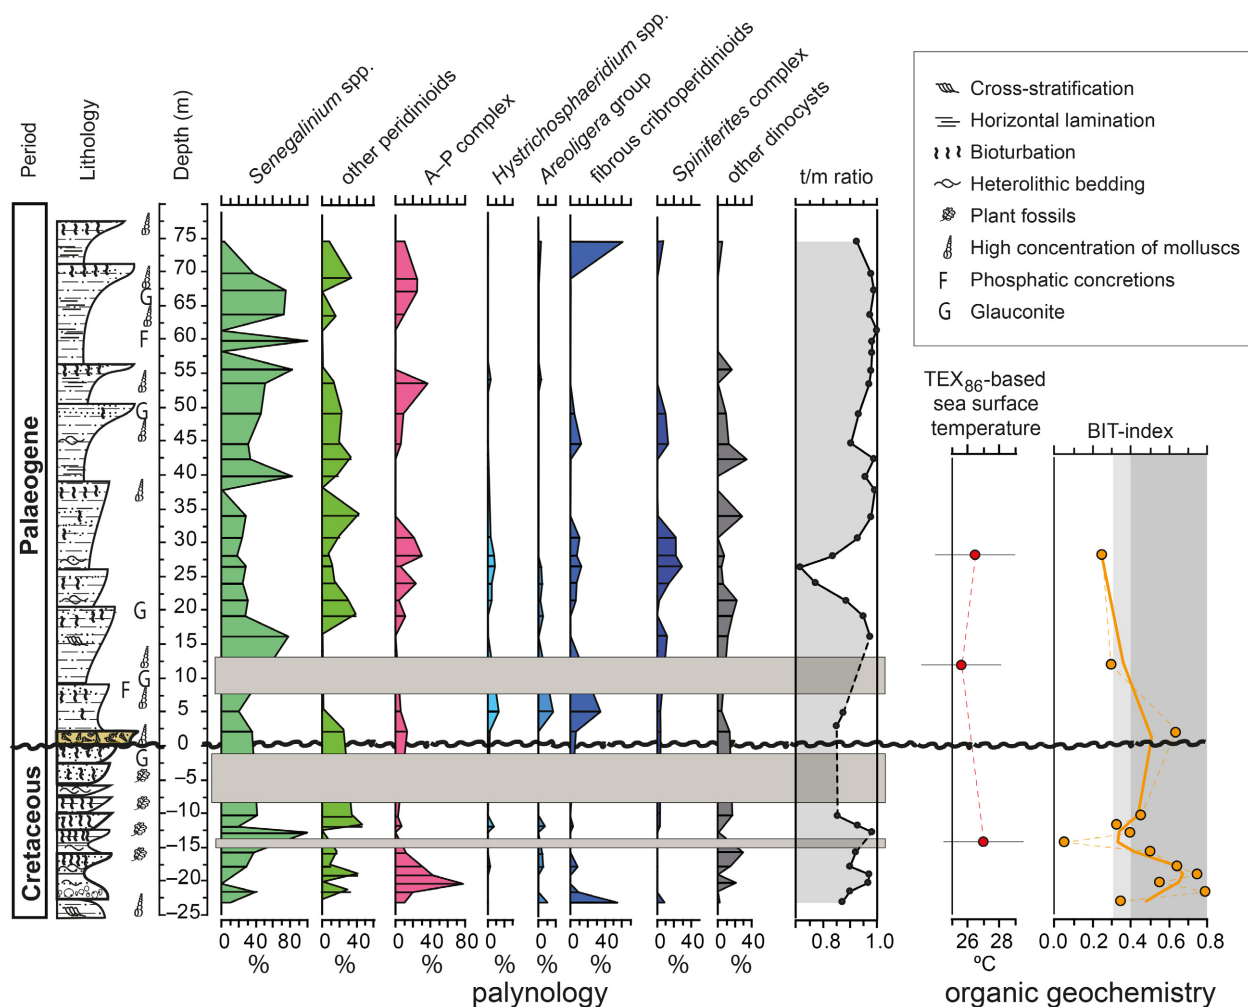 Period
Lithology
Depth (m)
Senegalinium spp.
other peridinioids
A–P complex
Hystrichosphaeridium spp.
Areoligera group
fibrous cribroperidinioids
Spiniferites complex
other dinocysts
t/m ratio
Cross-stratification
Horizontal lamination
Bioturbation
Heterolithic bedding
Plant fossils
High concentration of molluscs
F Phosphatic concretions
G Glauconite
TEX86-based
sea surface
temperature
BIT-index
Palaeogene
Cretaceous
75
70
G 65
F 60
55
G 50
45
40
35
30
25
G 20
15
G 10
F
5
0
G
−5
−10
−15
−20
−25
0 40 80
%
0 40
%
0 40 80
%
0
%
0
%
0 40
%
0
%
0 40
%
0.8 1.0
26 28
ºC
0.0 0.2 0.4 0.6 0.8
palynology
organic geochemistry